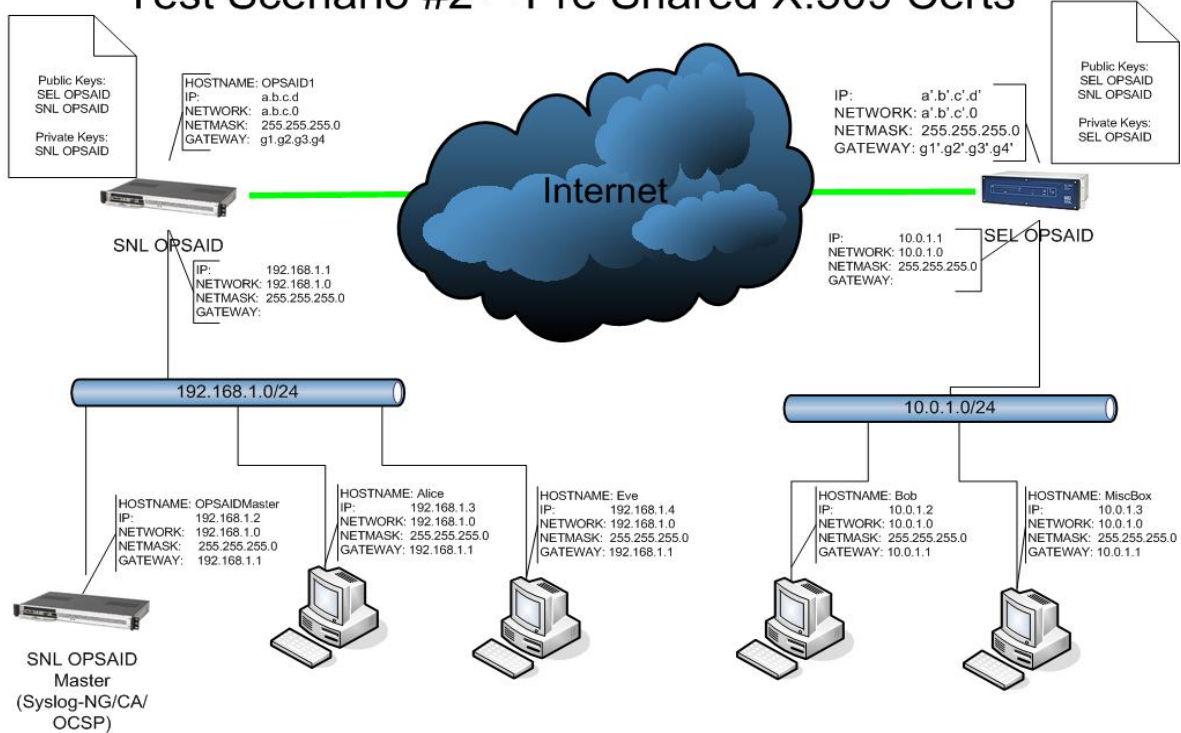 Test Scenario #2 Pre Shared X.509 Certs
Public Keys:
SEL OPSAID
SNL OPSAID
Private Keys:
SNL OPSAID
HOSTNAME: OPSAID1
IP: a.b.c.d
NETWORK: a.b.c.0
NETMASK: 255.255.255.0
GATEWAY: g1.g2.g3.g4
IP: a'.b'.c'.d'
NETWORK: a'.b'.c'.0
NETMASK: 255.255.255.0
GATEWAY: g1'.g2'.g3'.g4'
Public Keys:
SEL OPSAID
SNL OPSAID
Private Keys:
SEL OPSAID
Internet
SNL OPSAID
SEL OPSAID
IP: 192.168.1.1
NETWORK: 192.168.1.0
NETMASK: 255.255.255.0
GATEWAY:
IP: 10.0.1.1
NETWORK: 10.0.1.0
NETMASK: 255.255.255.0
GATEWAY:
192.168.1.0/24
10.0.1.0/24
HOSTNAME: OPSAIDMaster
IP: 192.168.1.2
NETWORK: 192.168.1.0
NETMASK: 255.255.255.0
GATEWAY: 192.168.1.1
HOSTNAME: Alice
IP: 192.168.1.3
NETWORK: 192.168.1.0
NETMASK: 255.255.255.0
GATEWAY: 192.168.1.1
HOSTNAME: Eve
IP: 192.168.1.4
NETWORK: 192.168.1.0
NETMASK: 255.255.255.0
GATEWAY: 192.168.1.1
HOSTNAME: Bob
IP: 10.0.1.2
NETWORK: 10.0.1.0
NETMASK: 255.255.255.0
GATEWAY: 10.0.1.1
HOSTNAME: MiscBox
IP: 10.0.1.3
NETWORK: 10.0.1.0
NETMASK: 255.255.255.0
GATEWAY: 10.0.1.1
SNL OPSAID
Master
(Syslog-NG/CA/
OCSP)